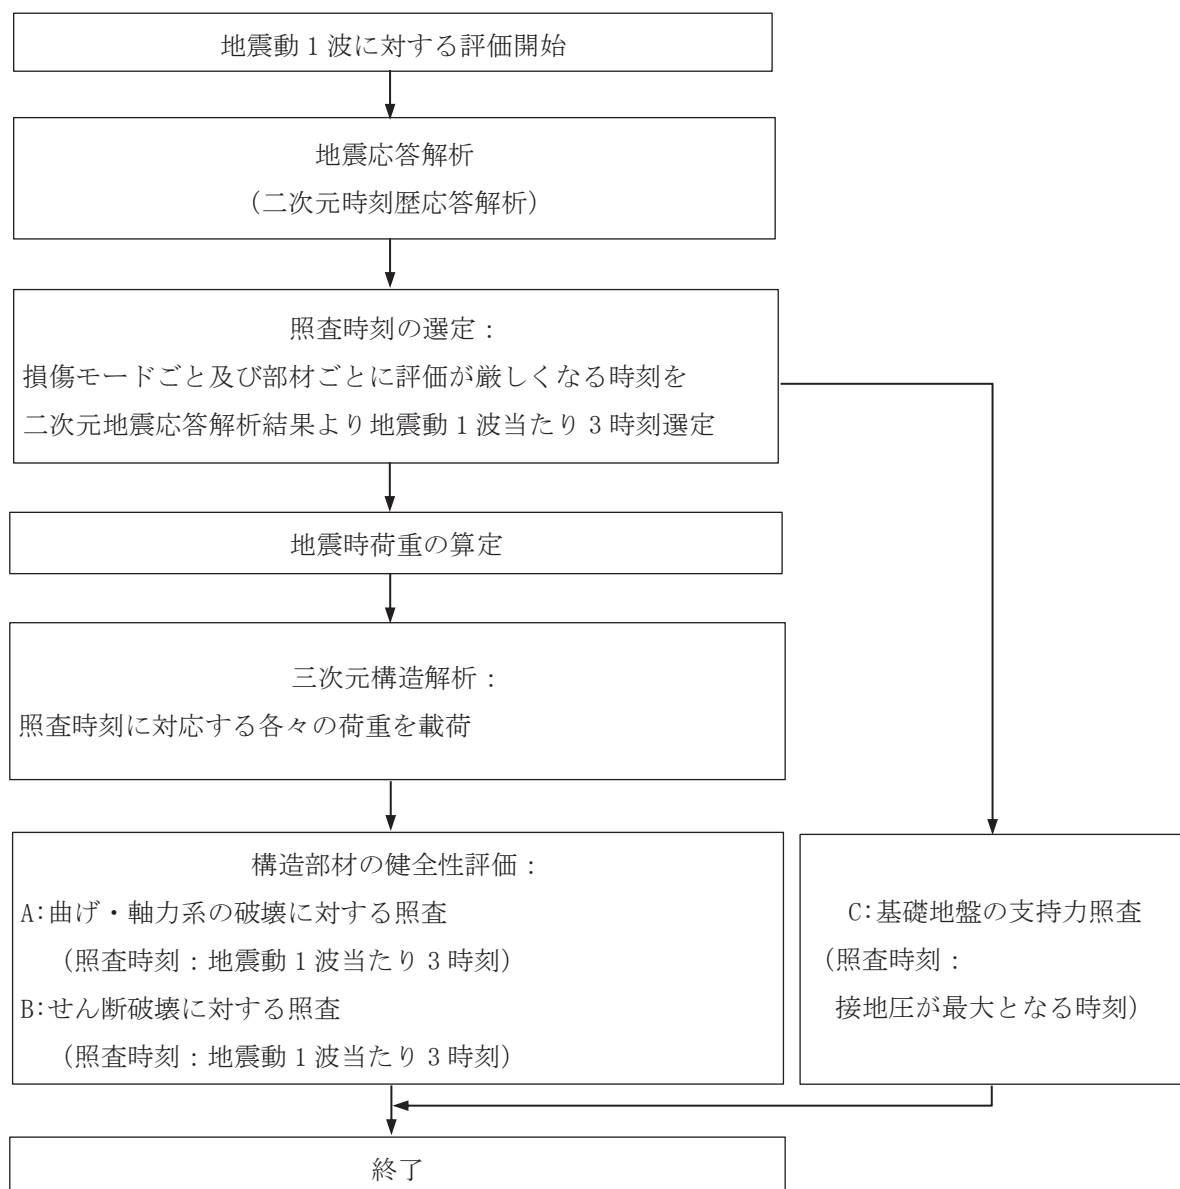 地震動1波に対する評価開始
地震応答解析
(二次元時刻歴応答解析)
照査時刻の選定:
損傷モードごと及び部材ごとに評価が厳しくなる時刻を
二次元地震応答解析結果より地震動1波当たり3時刻選定
地震時荷重の算定
三次元構造解析:
照査時刻に対応する各々の荷重を載荷
構造部材の健全性評価:
A:曲げ・軸力系の破壊に対する照査
(照査時刻:地震動1波当たり3時刻)
B:せん断破壊に対する照査
(照査時刻:地震動1波当たり3時刻)
C:基礎地盤の支持力照査
(照査時刻:
接地圧が最大となる時刻)
終了